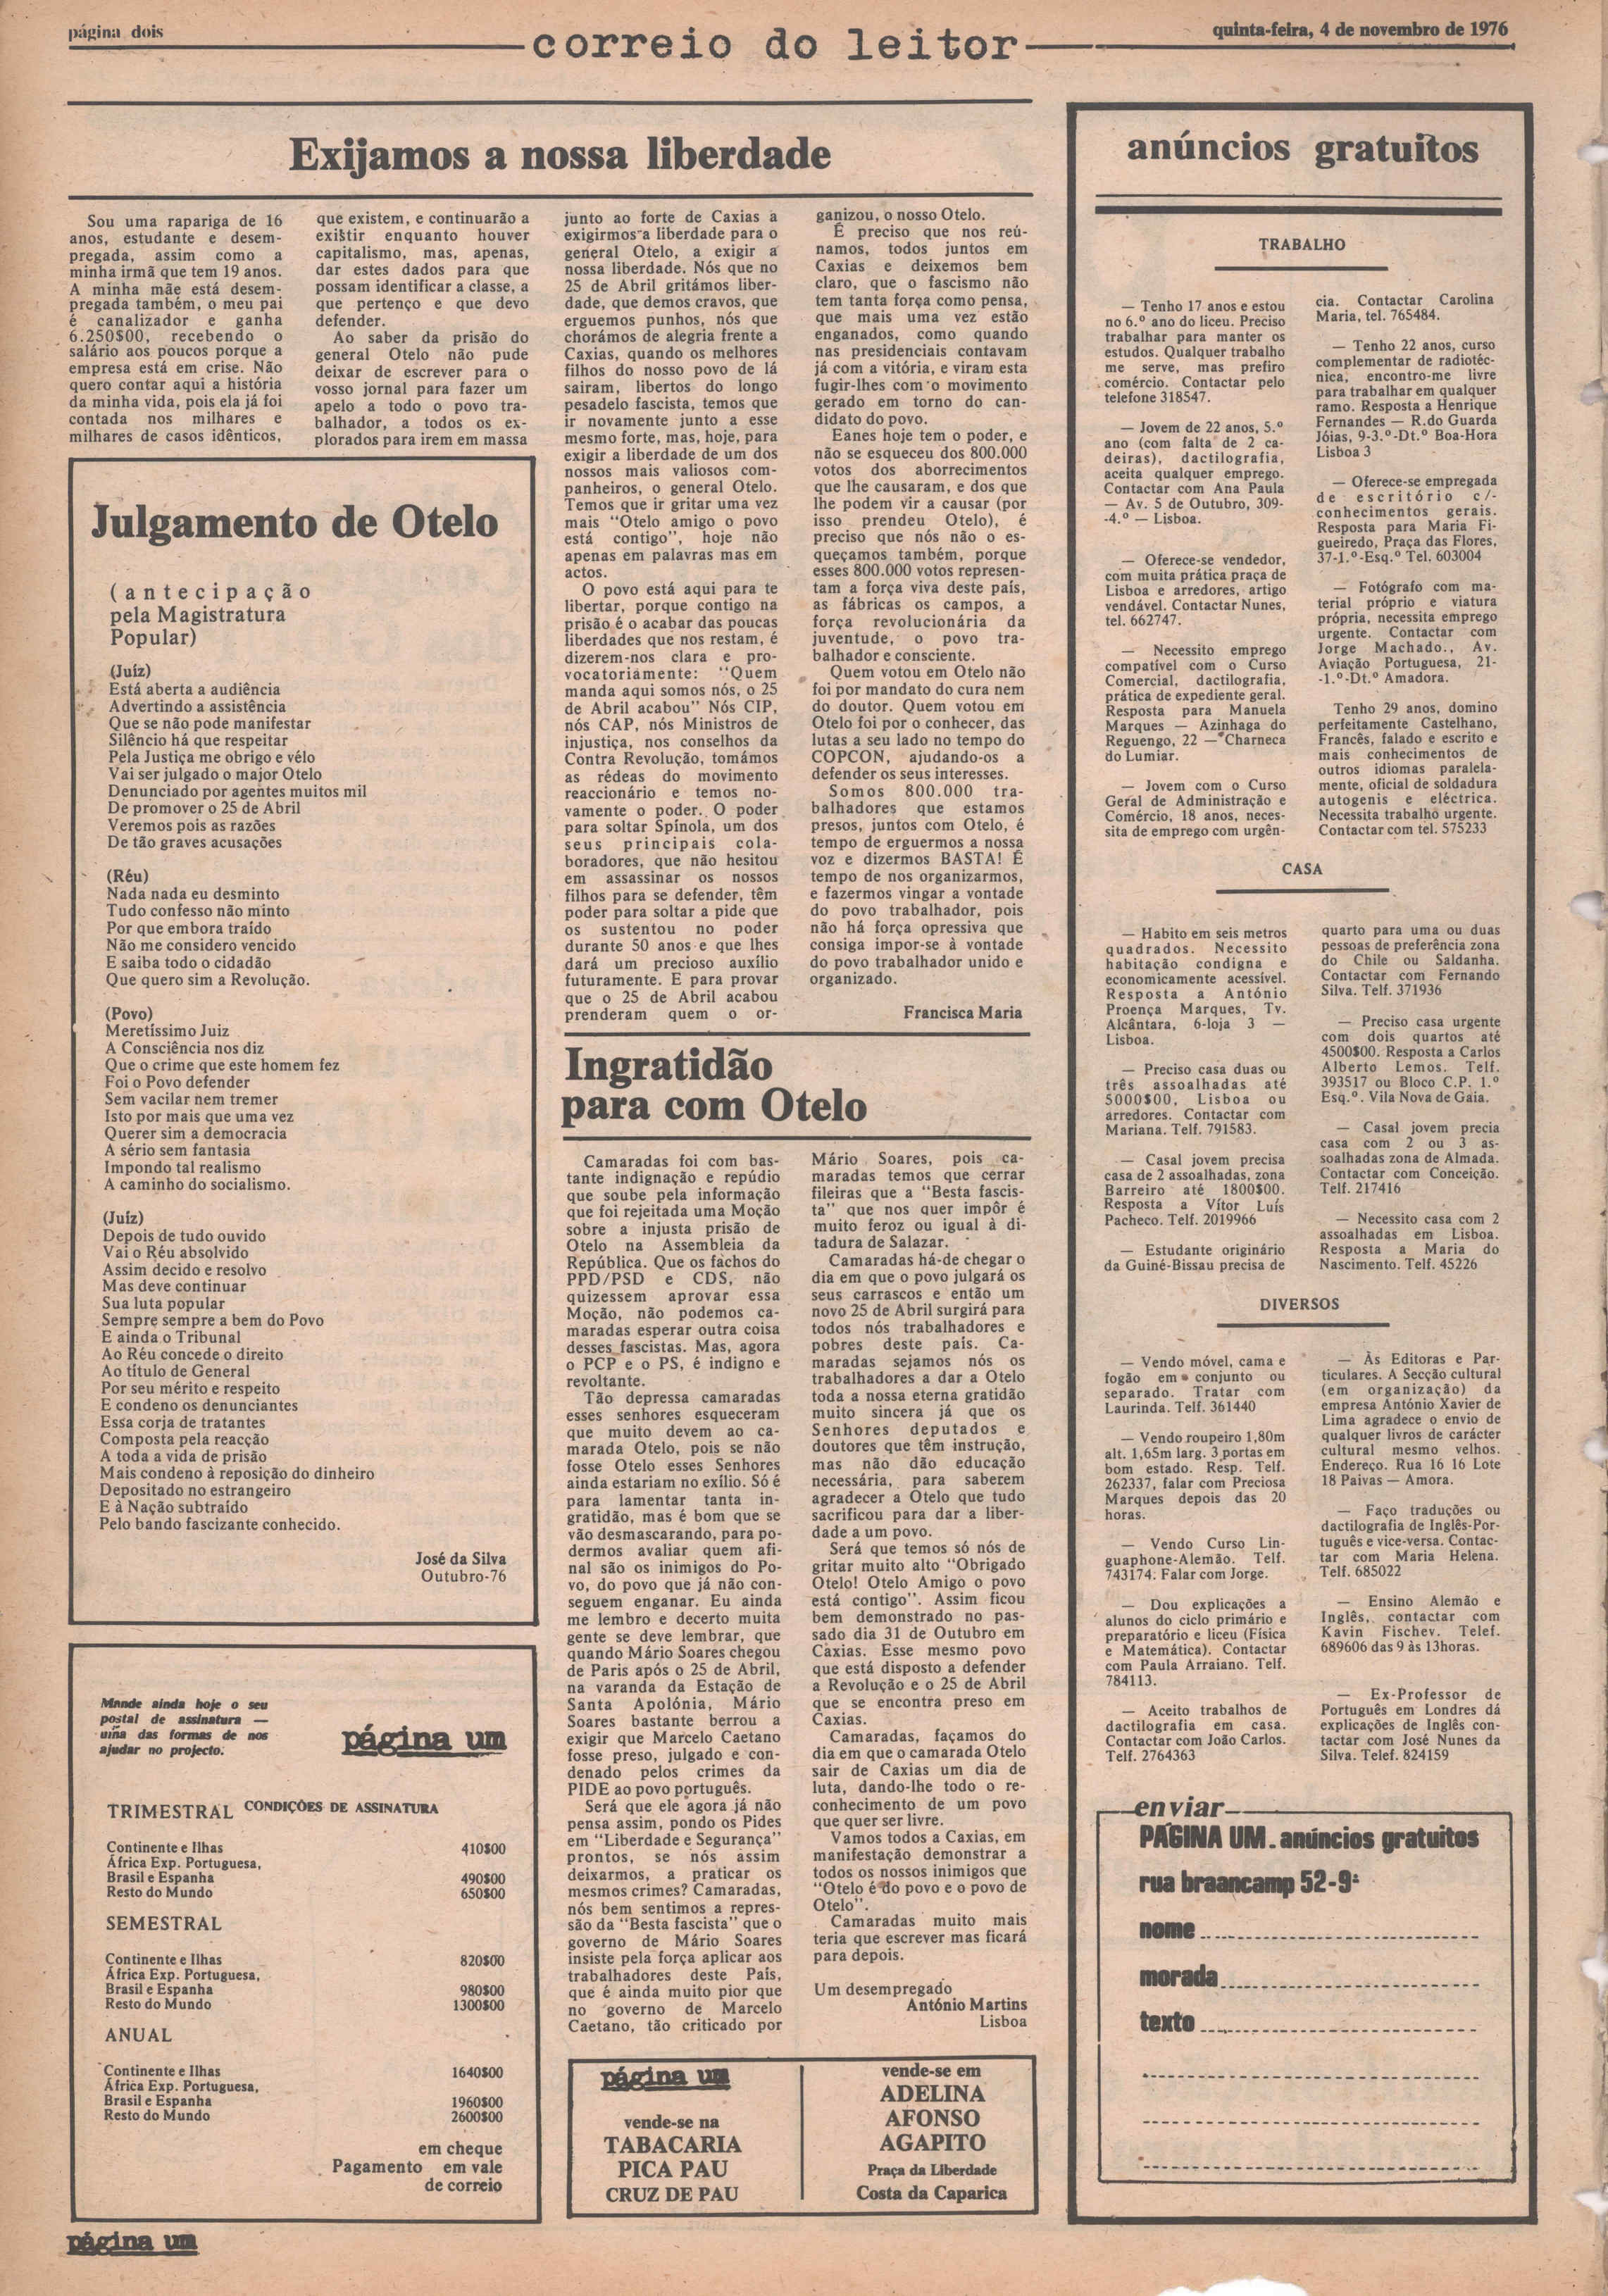 página dois
correio do leitor
quinta-feira, 4 de novembro de 1976
Exijamos a nossa liberdade
Sou uma rapariga de 16
anos, estudante e desem-
pregada, assim como a
minha irmã que tem 19 anos.
A minha mãe está desem-
pregada também, o meu pai
é canalizador e ganha
6.250$00, recebendo o
salário aos poucos porque a
empresa está em crise. Não
quero contar aqui a história
da minha vida, pois ela já foi
contada nos milhares e
milhares de casos idênticos,
que existem, e continuarão a
existir enquanto houver
capitalismo, mas, apenas,
dar estes dados para que
possam identificar a classe, a
que pertenço e que devo
defender.
Ao saber da prisão do
general Otelo não pude
deixar de escrever para o
vosso jornal para fazer um
apelo a todo o povo tra-
balhador, a todos os ex-
plorados para irem em massa
junto ao forte de Caxias a
exigirmos a liberdade para o
general Otelo, a exigir a
nossa liberdade. Nós que no
25 de Abril gritámos liber-
dade, que demos cravos, que
erguemos punhos, nós que
chorámos de alegria frente a
Caxias, quando os melhores
filhos do nosso povo de lá
sairam, libertos do longo
pesadelo fascista, temos que
ir novamente junto a esse
mesmo forte, mas, hoje, para
exigir a liberdade de um dos
nossos mais valiosos com-
panheiros, o general Otelo.
Temos que ir gritar uma vez
mais "Otelo amigo o povo
está contigo", hoje não
apenas em palavras mas em
actos.
O povo está aqui para te
libertar, porque contigo na
prisão é o acabar das poucas
liberdades que nos restam, é
dizerem-nos clara e pro-
vocatoriamente: "Quem
manda aqui somos nós, o 25
de Abril acabou" Nós CIP,
nós CAP, nós Ministros de
injustiça, nos conselhos da
Contra Revolução, tomámos
as rédeas do movimento
reaccionário e temos no-
vamente o poder. O poder
para soltar Spínola, um dos
seus principais cola-
boradores, que não hesitou
em assassinar os nossos
filhos para se defender, têm
poder para soltar a pide que
os sustentou no poder
durante 50 anos e que lhes
dará um precioso auxílio
futuramente. E para provar
que o 25 de Abril acabou
prenderam quem o or-
ganizou, o nosso Otelo.
É preciso que nos reú-
namos, todos juntos em
Caxias e deixemos bem
claro, que o fascismo não
tem tanta força como pensa,
que mais uma vez estão
enganados, como quando
nas presidenciais contavam
já com a vitória, e viram esta
fugir-lhes com o movimento
gerado em torno do can-
didato do povo.
Eanes hoje tem o poder, e
não se esqueceu dos 800.000
votos dos aborrecimentos
que lhe causaram, e dos que
lhe podem vir a causar (por
isso prendeu Otelo), é
preciso que nós não o es-
queçamos também, porque
esses 800.000 votos represen-
tam a força viva deste país,
as fábricas os campos, a
força revolucionária da
juventude, o povo tra-
balhador e consciente.
Quem votou em Otelo não
foi por mandato do cura nem
do doutor. Quem votou em
Otelo foi por o conhecer, das
lutas a seu lado no tempo do
COPCON, ajudando-os a
defender os seus interesses.
Somos 800.000 tra-
balhadores que estamos
presos, juntos com Otelo, é
tempo de erguermos a nossa
voz e dizermos BASTA! É
tempo de nos organizarmos,
e fazermos vingar a vontade
do povo trabalhador, pois
não há força opressiva que
consiga impor-se à vontade
do povo trabalhador unido e
organizado.
Francisca Maria
Julgamento de Otelo
(antecipação
pela Magistratura
Popular)
(Juíz)
Está aberta a audiência
Advertindo a assistência
Que se não pode manifestar
Silêncio há que respeitar
Pela Justiça me obrigo e vélo
Vai ser julgado o major Otelo
Denunciado por agentes muitos mil
De promover o 25 de Abril
Veremos pois as razões
De tão graves acusações
(Réu)
Nada nada eu desminto
Tudo confesso não minto
Por que embora traído
Não me considero vencido
E saiba todo o cidadão
Que quero sim a Revolução.
(Povo)
Meretíssimo Juiz
A Consciência nos diz
Que o crime que este homem fez
Foi o Povo defender
Sem vacilar nem tremer
Isto por mais que uma vez
Querer sim a democracia
A sério sem fantasia
Impondo tal realismo
A caminho do socialismo.
(Juíz)
Depois de tudo ouvido
Vai o Réu absolvido
Assim decido e resolvo
Mas deve continuar
Sua luta popular
Sempre sempre a bem do Povo
E ainda o Tribunal
Ao Réu concede o direito
Ao título de General
Por seu mérito e respeito
E condeno os denunciantes
Essa corja de tratantes
Composta pela reacção
A toda a vida de prisão
Mais condeno à reposição do dinheiro
Depositado no estrangeiro
E à Nação subtraído
Pelo bando fascizante conhecido.
José da Silva
Outubro-76
Ingratidão
para com Otelo
Camaradas foi com bas-
tante indignação e repúdio
que soube pela informação
que foi rejeitada uma Moção
sobre a injusta prisão de
Otelo na Assembleia da
República. Que os fachos do
PPD/PSD e CDS, não
quizessem aprovar essa
Moção, não podemos ca-
maradas esperar outra coisa
desses fascistas. Mas, agora
o PCP e o PS, é indigno e
revoltante.
Tão depressa camaradas
esses senhores esqueceram
que muito devem ao ca-
marada Otelo, pois se não
fosse Otelo esses Senhores
ainda estariam no exílio. Só é
para lamentar tanta in-
gratidão, mas é bom que se
vão desmascarando, para po-
dermos avaliar quem afi-
nal são os inimigos do Po-
vo, do povo que já não con-
seguem enganar. Eu ainda
me lembro e decerto muita
gente se deve lembrar, que
quando Mário Soares chegou
de Paris após o 25 de Abril,
na varanda da Estação de
Santa Apolónia, Mário
Soares bastante berrou a
exigir que Marcelo Caetano
fosse preso, julgado e con-
denado pelos crimes da
PIDE ao povo português.
Será que ele agora já não
pensa assim, pondo os Pides
em "Liberdade e Segurança"
prontos, se nós assim
deixarmos, a praticar os
mesmos crimes? Camaradas,
nós bem sentimos a repres-
são da "Besta fascista" que o
governo de Mário Soares
insiste pela força aplicar aos
trabalhadores deste País,
que é ainda muito pior que
no governo de Marcelo
Caetano, tão criticado por
Mário Soares, pois ca-
maradas temos que cerrar
fileiras que a "Besta fascis-
ta" que nos quer impôr é
muito feroz ou igual à di-
tadura de Salazar.
Camaradas há-de chegar o
dia em que o povo julgará os
seus carrascos e então um
novo 25 de Abril surgirá para
todos nós trabalhadores e
pobres deste país. Ca-
maradas sejamos nós os
trabalhadores a dar a Otelo
toda a nossa eterna gratidão
muito sincera já que os
Senhores deputados e
doutores que têm instrução,
mas não dão educação
necessária, para saberem
agradecer a Otelo que tudo
sacrificou para dar a liber-
dade a um povo.
Será que temos só nós de
gritar muito alto "Obrigado
Otelo! Otelo Amigo o povo
está contigo". Assim ficou
bem demonstrado no pas-
sado dia 31 de Outubro em
Caxias. Esse mesmo povo
que está disposto a defender
a Revolução e o 25 de Abril
que se encontra preso em
Caxias.
Camaradas, façamos do
dia em que o camarada Otelo
sair de Caxias um dia de
luta, dando-lhe todo o re-
conhecimento de um povo
que quer ser livre.
Vamos todos a Caxias, em
manifestação demonstrar a
todos os nossos inimigos que
"Otelo é do povo e o povo de
Otelo".
Camaradas muito mais
teria que escrever mas ficará
para depois.
Um desempregado
António Martins
Lisboa
Mande ainda hoje o seu
postal de assinatura —
uma das formas de nos
ajudar no projecto.
página um
TRIMESTRAL CONDIÇÕES DE ASSINATURA
Continente e Ilhas 410$00
África Exp. Portuguesa,
Brasil e Espanha 490$00
Resto do Mundo 650$00
SEMESTRAL
Continente e Ilhas 820$00
África Exp. Portuguesa,
Brasil e Espanha 980$00
Resto do Mundo 1300$00
ANUAL
Continente e Ilhas 1640$00
África Exp. Portuguesa,
Brasil e Espanha 1960$00
Resto do Mundo 2600$00
em cheque
Pagamento em vale
de correio
página um
vende-se na
TABACARIA
PICA PAU
CRUZ DE PAU
vende-se em
ADELINA
AFONSO
AGAPITO
Praça da Liberdade
Costa da Caparica
anúncios gratuitos
TRABALHO
— Tenho 17 anos e estou
no 6.º ano do liceu. Preciso
trabalhar para manter os
estudos. Qualquer trabalho
me serve, mas prefiro
comércio. Contactar pelo
telefone 318547.
— Jovem de 22 anos, 5.º
ano (com falta de 2 ca-
deiras), dactilografia,
aceita qualquer emprego.
Contactar com Ana Paula
— Av. 5 de Outubro, 309-
-4.º — Lisboa.
— Oferece-se vendedor,
com muita prática praça de
Lisboa e arredores, artigo
vendável. Contactar Nunes,
tel. 662747.
— Necessito emprego
compatível com o Curso
Comercial, dactilografia,
prática de expediente geral.
Resposta para Manuela
Marques — Azinhaga do
Reguengo, 22 — Charneca
do Lumiar.
— Jovem com o Curso
Geral de Administração e
Comércio, 18 anos, neces-
sita de emprego com urgên-
cia. Contactar Carolina
Maria, tel. 765484.
— Tenho 22 anos, curso
complementar de radiotéc-
nica, encontro-me livre
para trabalhar em qualquer
ramo. Resposta a Henrique
Fernandes — R.do Guarda
Jóias, 9-3.º-Dt.º Boa-Hora
Lisboa 3
— Oferece-se empregada
de escritório c/-
conhecimentos gerais.
Resposta para Maria Fi-
gueiredo, Praça das Flores,
37-1.º-Esq.º Tel. 603004
— Fotógrafo com ma-
terial próprio e viatura
própria, necessita emprego
urgente. Contactar com
Jorge Machado., Av.
Aviação Portuguesa, 21-
-1.º-Dt.º Amadora.
Tenho 29 anos, domino
perfeitamente Castelhano,
Francês, falado e escrito e
mais conhecimentos de
outros idiomas paralela-
mente, oficial de soldadura
autogenis e eléctrica.
Necessita trabalho urgente.
Contactar com tel. 575233
CASA
— Habito em seis metros
quadrados. Necessito
habitação condigna e
economicamente acessível.
Resposta a António
Proença Marques, Tv.
Alcântara, 6-loja 3 —
Lisboa.
— Preciso casa duas ou
três assoalhadas até
5000$00, Lisboa ou
arredores. Contactar com
Mariana. Telf. 791583.
— Casal jovem precisa
casa de 2 assoalhadas, zona
Barreiro até 1800$00.
Resposta a Vítor Luís
Pacheco. Telf. 2019966
— Estudante originário
da Guiné-Bissau precisa de
quarto para uma ou duas
pessoas de preferência zona
do Chile ou Saldanha.
Contactar com Fernando
Silva. Telf. 371936
— Preciso casa urgente
com dois quartos até
4500$00. Resposta a Carlos
Alberto Lemos. Telf.
393517 ou Bloco C.P. 1.º
Esq.º. Vila Nova de Gaia.
— Casal jovem precia
casa com 2 ou 3 as-
soalhadas zona de Almada.
Contactar com Conceição.
Telf. 217416
— Necessito casa com 2
assoalhadas em Lisboa.
Resposta a Maria do
Nascimento. Telf. 45226
DIVERSOS
— Vendo móvel, cama e
fogão em conjunto ou
separado. Tratar com
Laurinda. Telf. 361440
— Vendo roupeiro 1,80m
alt. 1,65m larg. 3 portas em
bom estado. Resp. Telf.
262337, falar com Preciosa
Marques depois das 20
horas.
— Vendo Curso Lin-
guaphone-Alemão. Telf.
743174. Falar com Jorge.
— Dou explicações a
alunos do ciclo primário e
preparatório e liceu (Física
e Matemática). Contactar
com Paula Arraiano. Telf.
784113.
— Aceito trabalhos de
dactilografia em casa.
Contactar com João Carlos.
Telf. 2764363
— Às Editoras e Par-
ticulares. A Secção cultural
(em organização) da
empresa António Xavier de
Lima agradece o envio de
qualquer livros de carácter
cultural mesmo velhos.
Endereço. Rua 16 16 Lote
18 Paivas — Amora.
— Faço traduções ou
dactilografia de Inglês-Por-
tuguês e vice-versa. Contac-
tar com Maria Helena.
Telf. 685022
— Ensino Alemão e
Inglês, contactar com
Kavin Fischev. Telef.
689606 das 9 às 13horas.
— Ex-Professor de
Português em Londres dá
explicações de Inglês con-
tactar com José Nunes da
Silva. Telef. 824159
enviar
PÁGINA UM - anúncios gratuitos
rua braancamp 52-9º
nome
morada
texto
página um